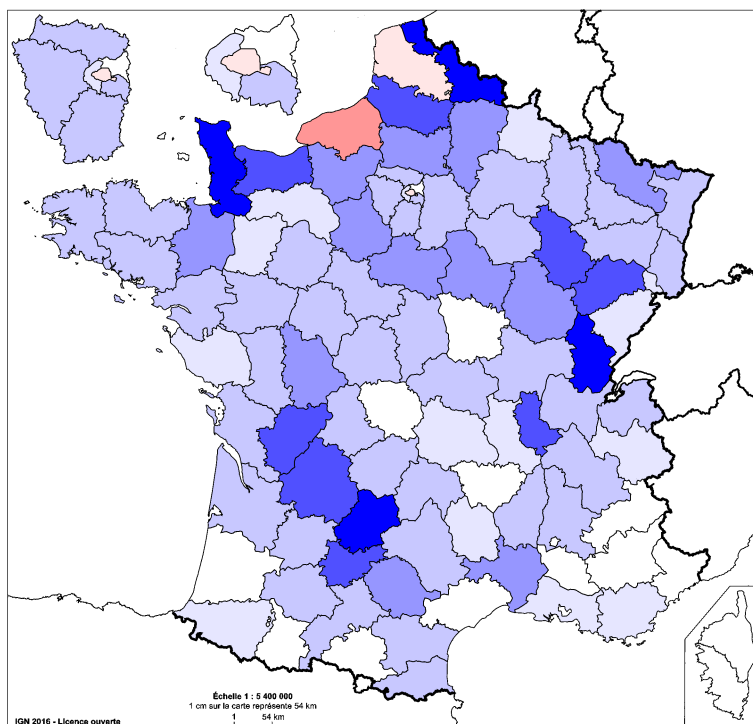 Échelle 1 : 5 400 000
1 cm sur la carte représente 54 km
1 54 km
IGN 2016 - Licence ouverte